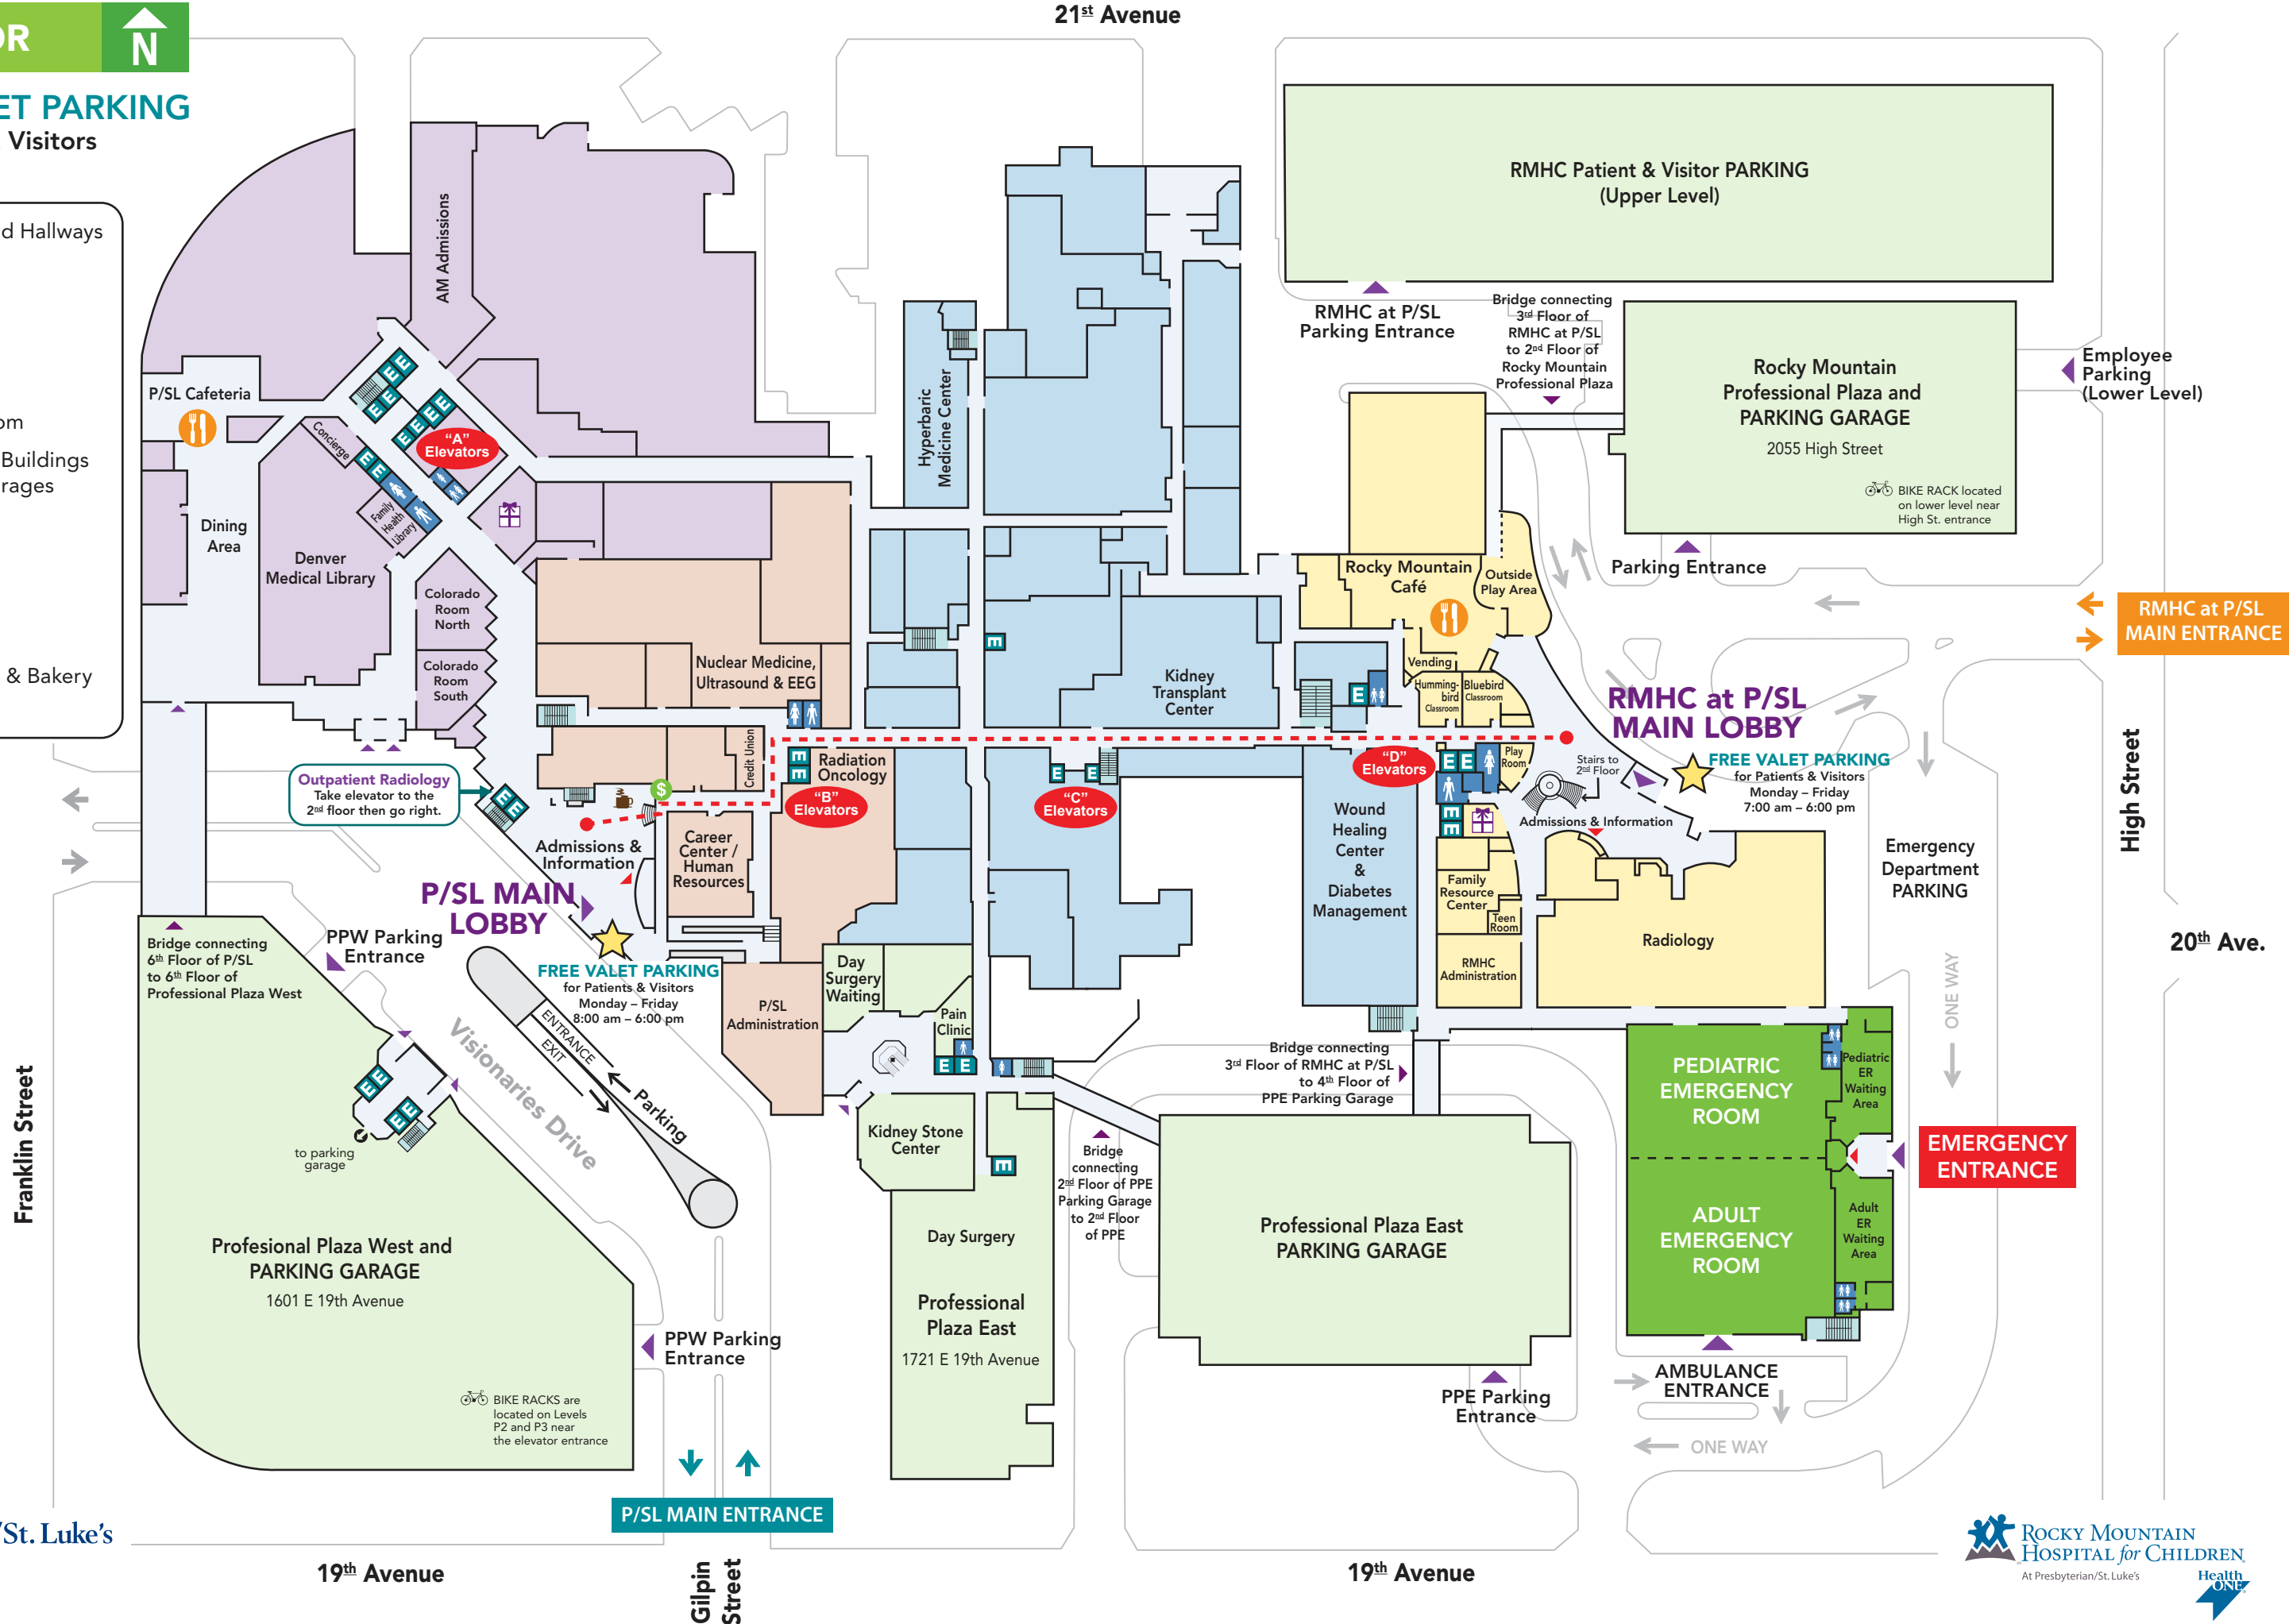 21st Avenue
OR
N
ET PARKING
Visitors
d Hallways
om
Buildings
rages
& Bakery
RMHC Patient & Visitor PARKING
(Upper Level)
RMHC at P/SL
Parking Entrance
Bridge connecting
3rd Floor of
RMHC at P/SL
to 2nd Floor of
Rocky Mountain
Professional Plaza
Rocky Mountain
Professional Plaza and
PARKING GARAGE
2055 High Street
BIKE RACK located
on lower level near
High St. entrance
Employee
Parking
(Lower Level)
Parking Entrance
RMHC at P/SL
MAIN ENTRANCE
AM Admissions
P/SL Cafeteria
Concierge
E E
E E
E E E E
"A"
Elevators
E E
Family
Health
Library
Dining
Area
Denver
Medical Library
Colorado
Room
North
Colorado
Room
South
Hyperbaric
Medicine Center
Nuclear Medicine,
Ultrasound & EEG
Credit Union
E
E
Radiation
Oncology
"B"
Elevators
E
Kidney
Transplant
Center
E
E E
"C"
Elevators
Rocky Mountain
Café
Outside
Play Area
Vending
Humming-
bird
Classroom
Bluebird
Classroom
"D"
Elevators
E E
Play
Room
E
E
Stairs to
2nd Floor
Admissions & Information
RMHC at P/SL
MAIN LOBBY
FREE VALET PARKING
for Patients & Visitors
Monday – Friday
7:00 am – 6:00 pm
High Street
20th Ave.
Outpatient Radiology
Take elevator to the
2nd floor then go right.
E E
$
Admissions &
Information
Career
Center /
Human
Resources
P/SL MAIN
LOBBY
FREE VALET PARKING
for Patients & Visitors
Monday – Friday
8:00 am – 6:00 pm
Wound
Healing
Center
&
Diabetes
Management
Family
Resource
Center
Teen
Room
RMHC
Administration
Radiology
Emergency
Department
PARKING
ONE WAY
Bridge connecting
6th Floor of P/SL
to 6th Floor of
Professional Plaza West
PPW Parking
Entrance
E E
E E
to parking
garage
Visionaries Drive
ENTRANCE
EXIT
Parking
P/SL
Administration
Day
Surgery
Waiting
Pain
Clinic
E E
Kidney Stone
Center
E
Day Surgery
Professional
Plaza East
1721 E 19th Avenue
Bridge connecting
3rd Floor of RMHC at P/SL
to 4th Floor of
PPE Parking Garage
Bridge
connecting
2nd Floor of PPE
Parking Garage
to 2nd Floor
of PPE
Professional Plaza East
PARKING GARAGE
PPE Parking
Entrance
PEDIATRIC
EMERGENCY
ROOM
Pediatric
ER
Waiting
Area
ADULT
EMERGENCY
ROOM
Adult
ER
Waiting
Area
EMERGENCY
ENTRANCE
AMBULANCE
ENTRANCE
ONE WAY
Franklin Street
Profesional Plaza West and
PARKING GARAGE
1601 E 19th Avenue
PPW Parking
Entrance
BIKE RACKS are
located on Levels
P2 and P3 near
the elevator entrance
P/SL MAIN ENTRANCE
/St. Luke's
19th Avenue
Gilpin
Street
19th Avenue
ROCKY MOUNTAIN
HOSPITAL for CHILDREN
At Presbyterian/St. Luke's
Health
ONE